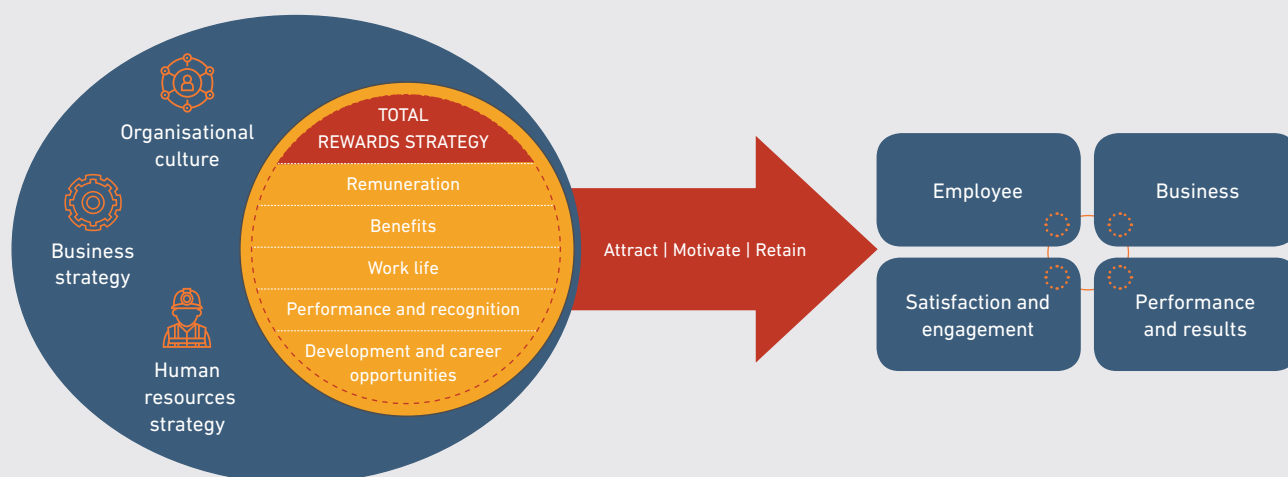 Organisational
culture
Business
strategy
Human
resources
strategy
TOTAL
REWARDS STRATEGY
Remuneration
Benefits
Work life
Performance and recognition
Development and career
opportunities
Attract | Motivate | Retain
Employee
Business
Satisfaction and
engagement
Performance
and results